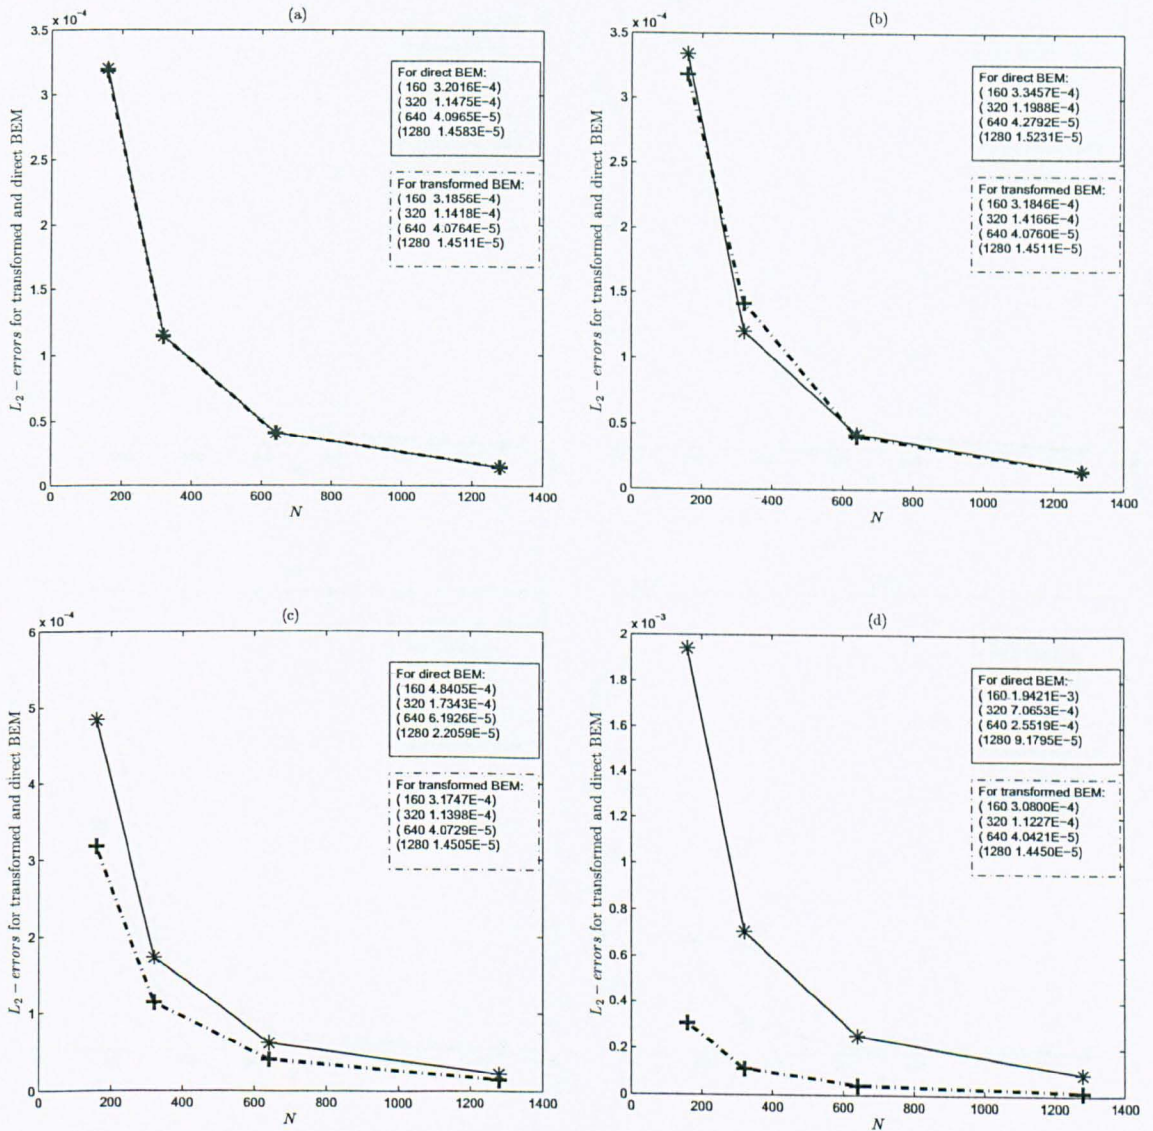 (a)
x 10⁻⁴
3.5
3
2.5
2
1.5
1
0.5
0
L₂ − errors for transformed and direct BEM
0 200 400 600 800 1000 1200 1400
N
For direct BEM:
( 160 3.2016E−4)
( 320 1.1475E−4)
( 640 4.0965E−5)
(1280 1.4583E−5)
For transformed BEM:
( 160 3.1856E−4)
( 320 1.1418E−4)
( 640 4.0764E−5)
(1280 1.4511E−5)
(b)
x 10⁻⁴
3.5
3
2.5
2
1.5
1
0.5
0
L₂ − errors for transformed and direct BEM
0 200 400 600 800 1000 1200 1400
N
For direct BEM:
( 160 3.3457E−4)
( 320 1.1988E−4)
( 640 4.2792E−5)
(1280 1.5231E−5)
For transformed BEM:
( 160 3.1846E−4)
( 320 1.4166E−4)
( 640 4.0760E−5)
(1280 1.4511E−5)
(c)
x 10⁻⁴
6
5
4
3
2
1
0
L₂ − errors for transformed and direct BEM
0 200 400 600 800 1000 1200 1400
N
For direct BEM:
( 160 4.8405E−4)
( 320 1.7343E−4)
( 640 6.1926E−5)
(1280 2.2059E−5)
For transformed BEM:
( 160 3.1747E−4)
( 320 1.1398E−4)
( 640 4.0729E−5)
(1280 1.4505E−5)
(d)
x 10⁻³
2
1.8
1.6
1.4
1.2
1
0.8
0.6
0.4
0.2
0
L₂ − errors for transformed and direct BEM
0 200 400 600 800 1000 1200 1400
N
For direct BEM:
( 160 1.9421E−3)
( 320 7.0653E−4)
( 640 2.5519E−4)
(1280 9.1795E−5)
For transformed BEM:
( 160 3.0800E−4)
( 320 1.1227E−4)
( 640 4.0421E−5)
(1280 1.4450E−5)